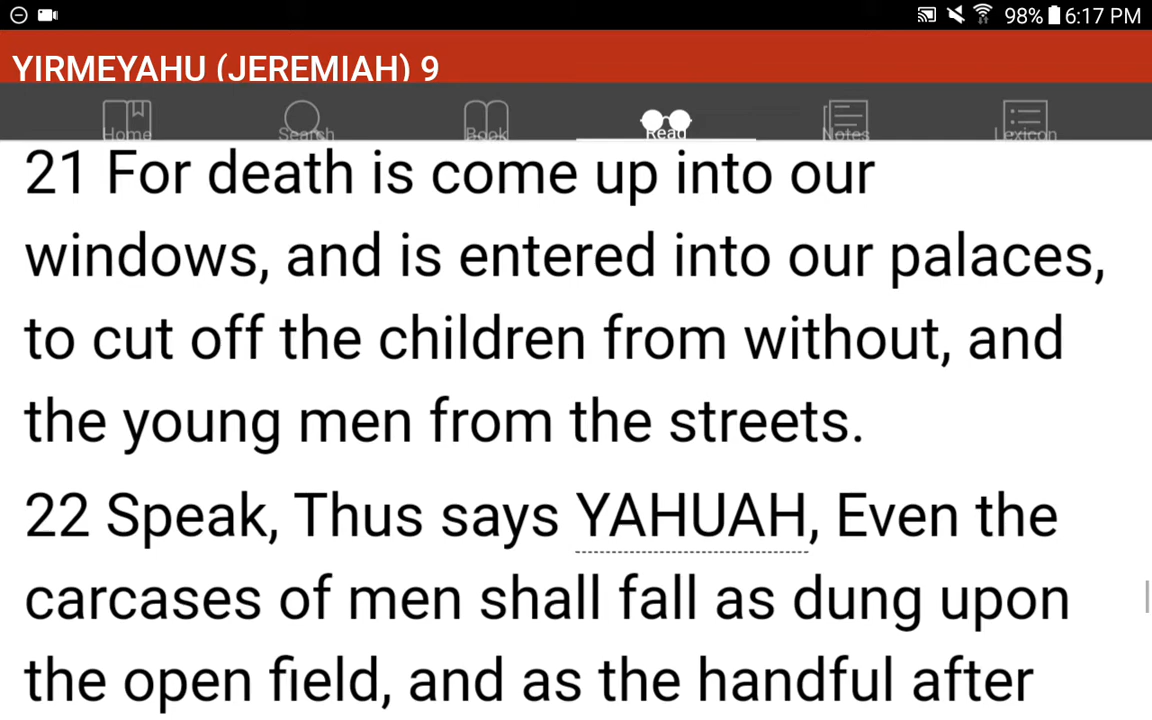 98% 6:17 PM
YIRMEYAHU (JEREMIAH) 9
Home Search Book Read Notes Lexicon
21 For death is come up into our
windows, and is entered into our palaces,
to cut off the children from without, and
the young men from the streets.
22 Speak, Thus says YAHUAH, Even the
carcases of men shall fall as dung upon
the open field, and as the handful after